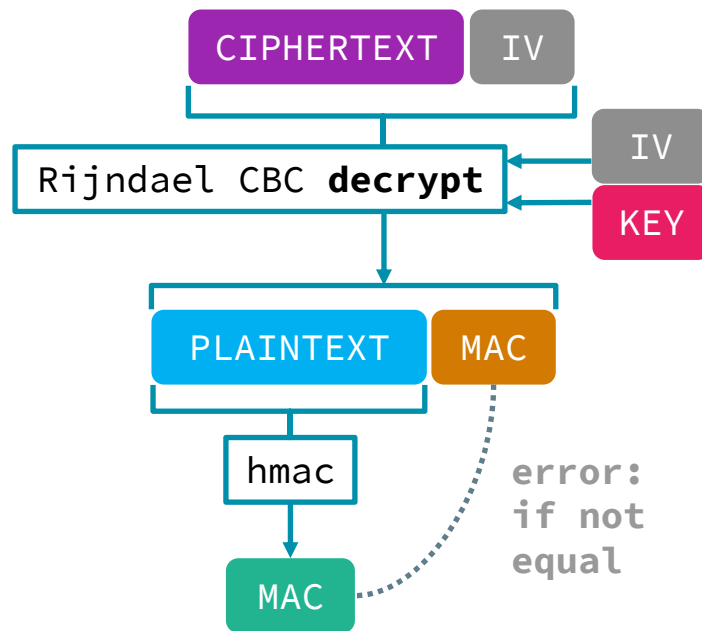 CIPHERTEXT IV
IV
Rijndael CBC decrypt
KEY
PLAINTEXT MAC
hmac
error:
if not
equal
MAC